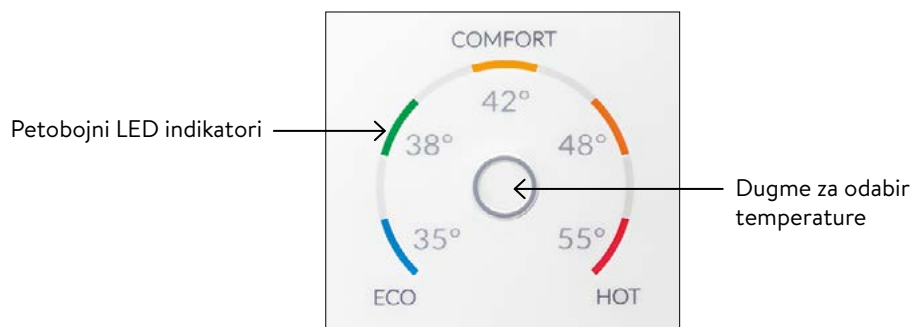 COMFORT
42°
Petobojni LED indikatori
38°
48°
Dugme za odabir
temperature
35°
55°
ECO
HOT